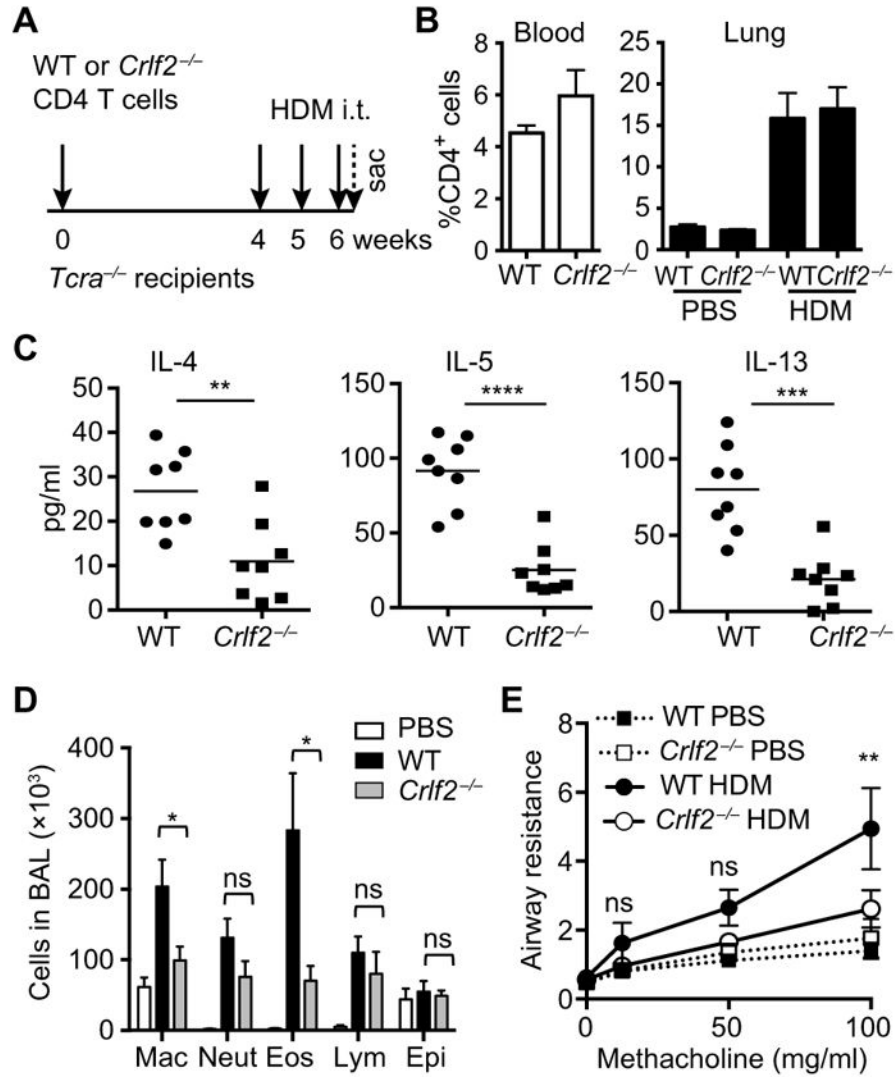 A
WT or Crlf2–/–
CD4 T cells
HDM i.t.
sac
0 4 5 6 weeks
Tcra–/– recipients
B
Blood Lung
%CD4+ cells
8
6
4
2
0
WT Crlf2–/–
25
20
15
10
5
0
WT Crlf2–/– WT Crlf2–/–
PBS HDM
C
IL-4
**
pg/ml
50
40
30
20
10
0
WT Crlf2–/–
IL-5
****
150
100
50
0
WT Crlf2–/–
IL-13
***
150
100
50
0
WT Crlf2–/–
D
PBS
WT
Crlf2–/–
Cells in BAL (×10³)
400
300
200
100
0
* ns * ns ns
Mac Neut Eos Lym Epi
E
WT PBS
Crlf2–/– PBS
WT HDM
Crlf2–/– HDM
Airway resistance
8
6
4
2
0
ns ns **
0 50 100
Methacholine (mg/ml)